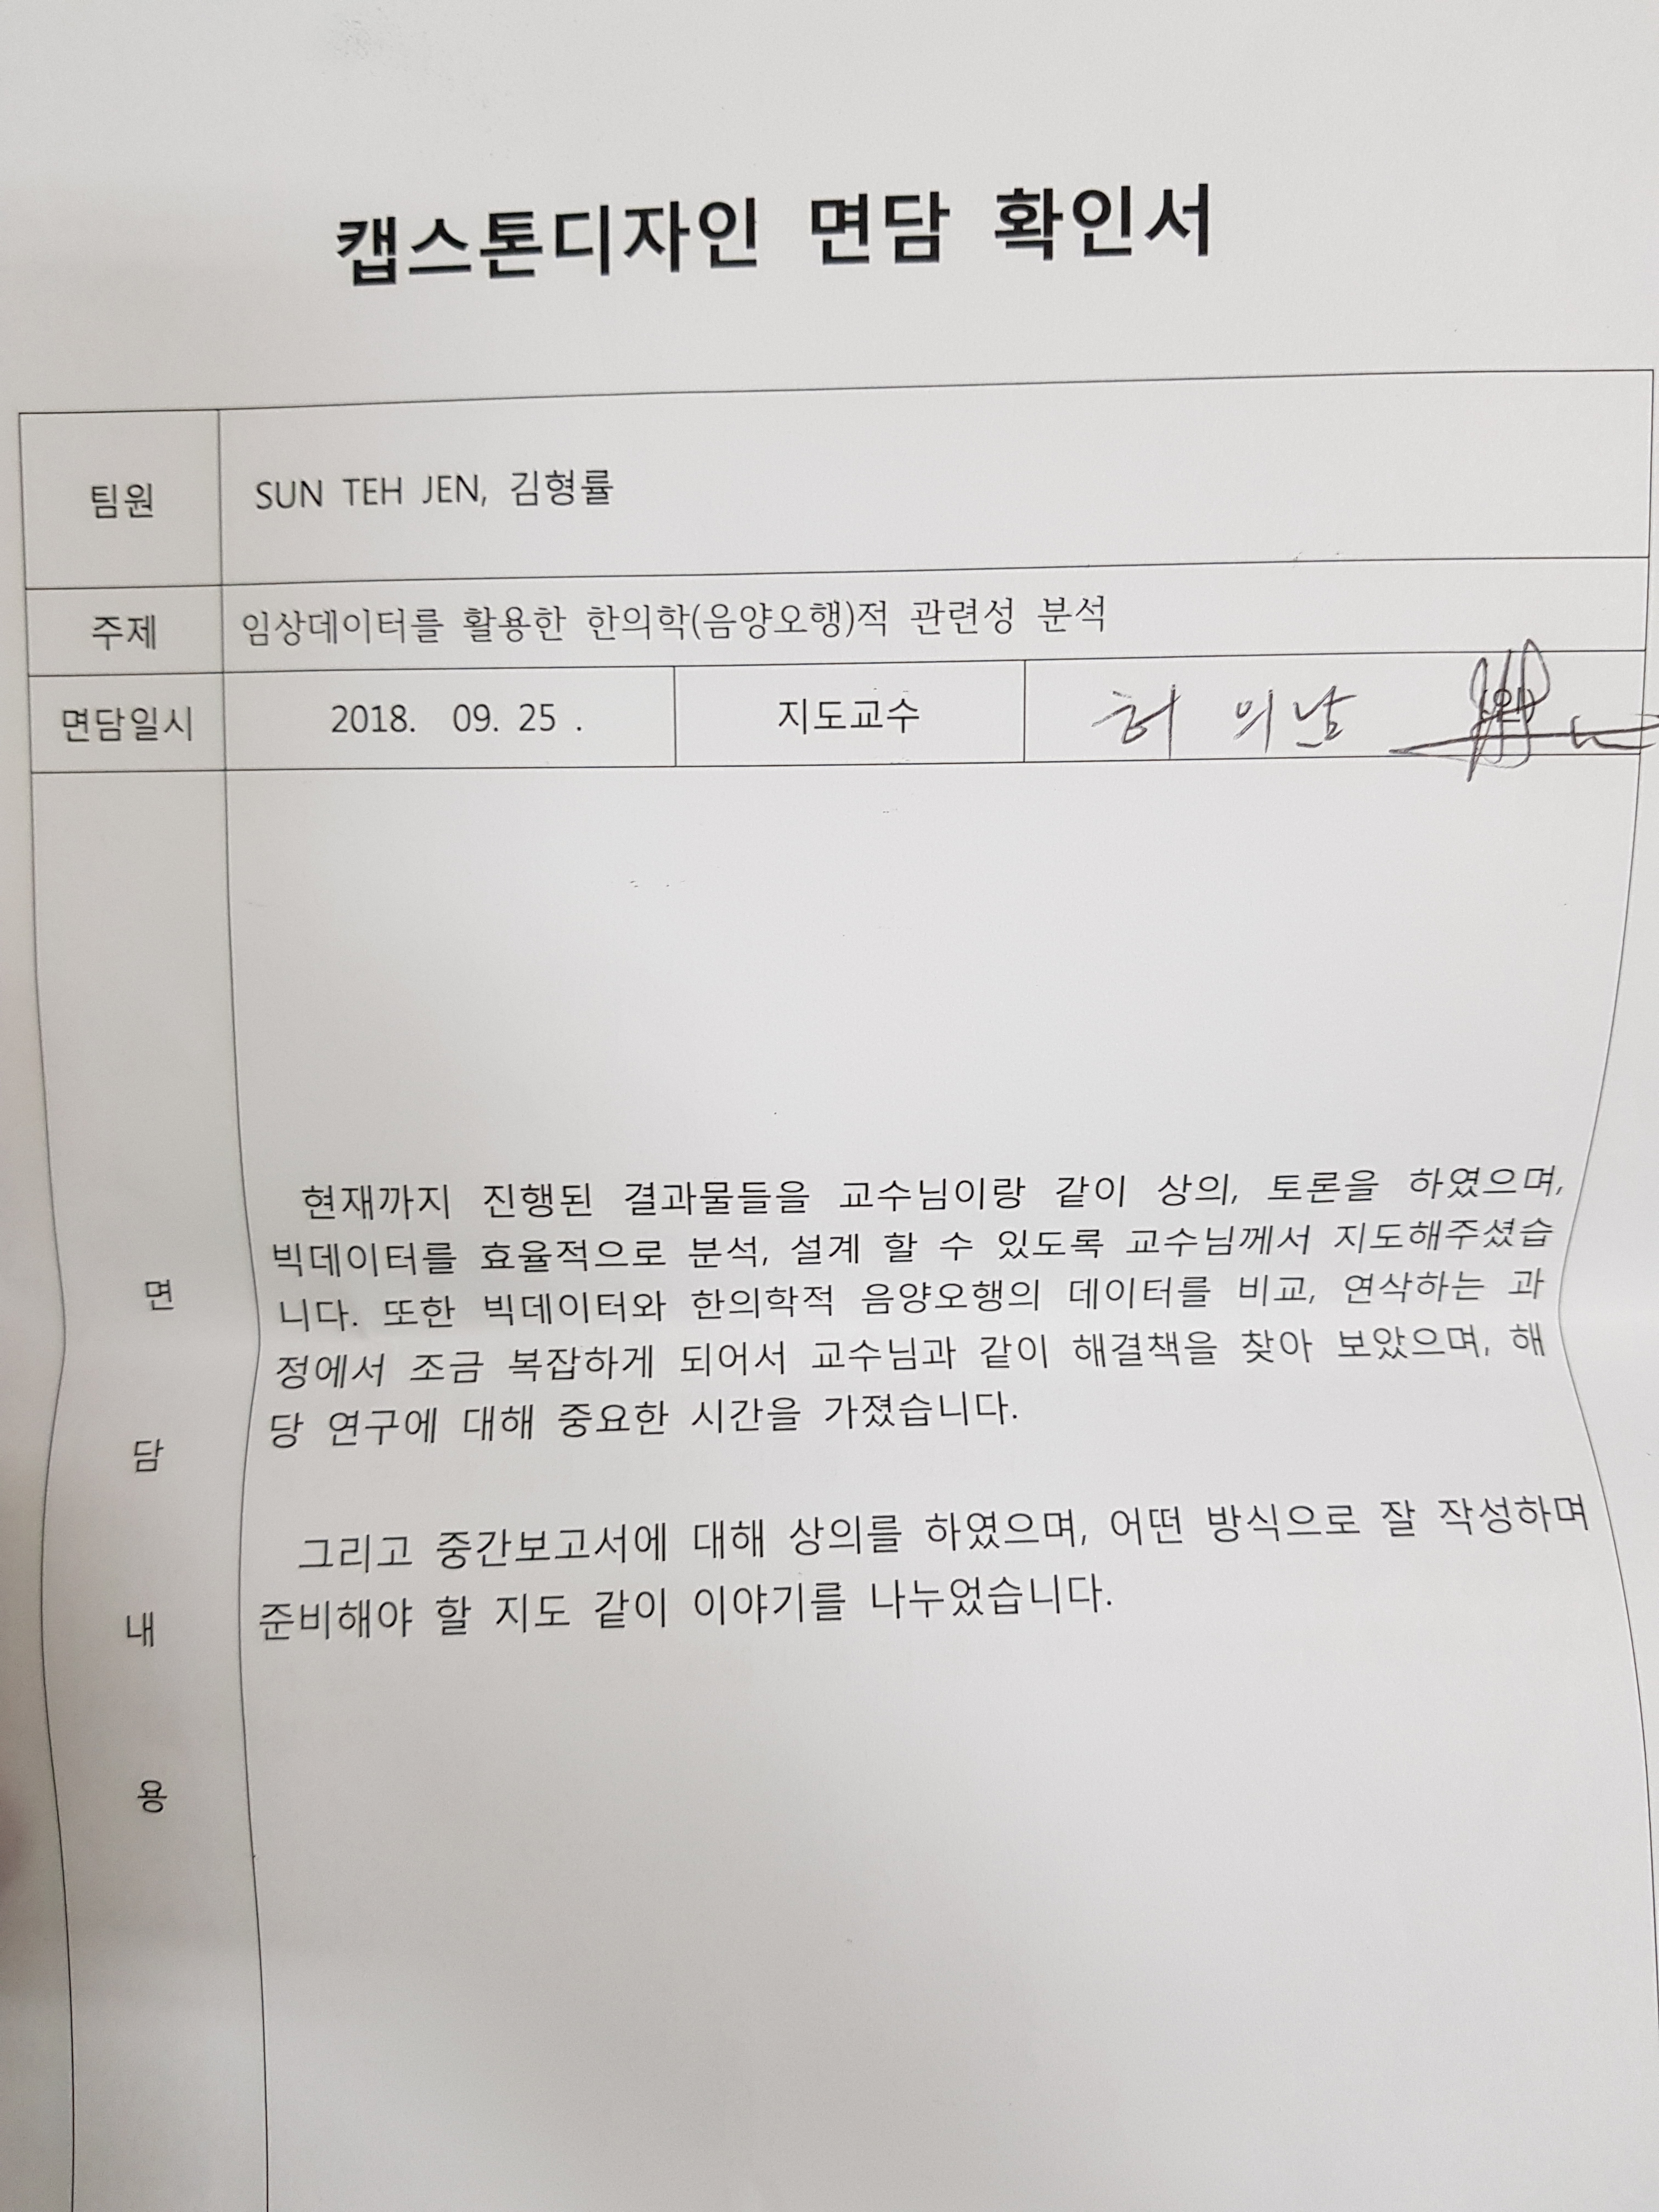 캡스톤디자인 면담 확인서
팀원 SUN TEH JEN, 김형률
주제 임상데이터를 활용한 한의학(음양오행)적 관련성 분석
면담일시 2018. 09. 25 . 지도교수 허 의 남 (인)
면 담 내 용
현재까지 진행된 결과물들을 교수님이랑 같이 상의, 토론을 하였으며,
빅데이터를 효율적으로 분석, 설계 할 수 있도록 교수님께서 지도해주셨습
니다. 또한 빅데이터와 한의학적 음양오행의 데이터를 비교, 연삭하는 과
정에서 조금 복잡하게 되어서 교수님과 같이 해결책을 찾아 보았으며, 해
당 연구에 대해 중요한 시간을 가졌습니다.
그리고 중간보고서에 대해 상의를 하였으며, 어떤 방식으로 잘 작성하며
준비해야 할 지도 같이 이야기를 나누었습니다.